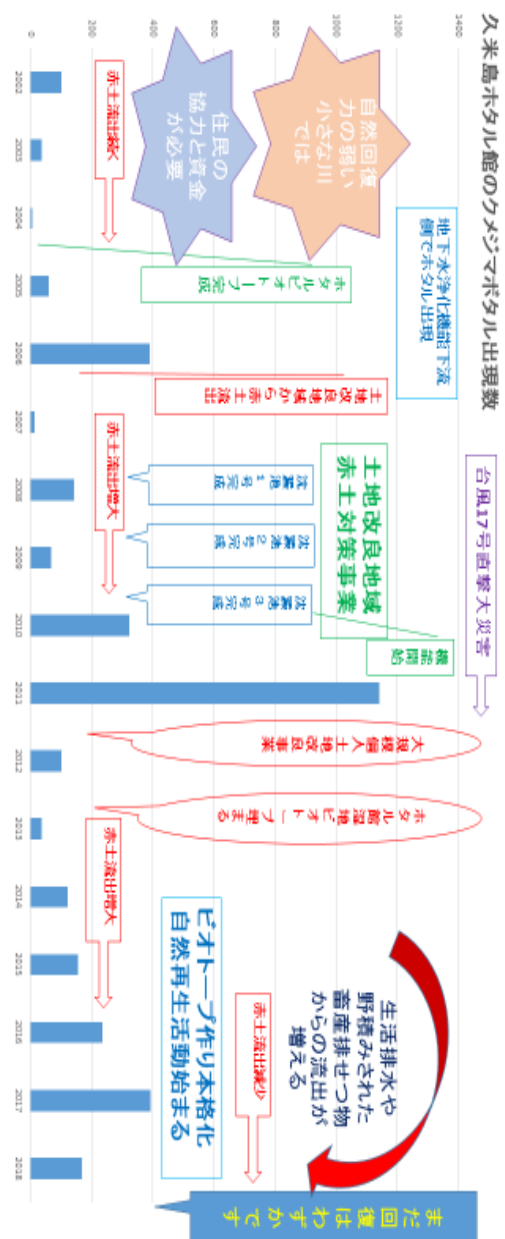 久米島ホタル館のクメジマボタル出現数
1400
1200
1000
800
600
400
200
0
自然回復
力の弱い
小さな川
では
住民の
協力と資金
が必要
地下水浄化機能下流
側でホタル出現
赤土流出続く
ホタルビオトープ完成
土地改良地域から赤土流出
台風17号直撃大災害
土地改良地域
赤土対策事業
機能開始
沈澱池1号完成
沈澱池2号完成
沈澱池3号完成
赤土流出増大
大規模個人土地改良事業
ホタル館湿地ビオトープ埋まる
赤土流出増大
生活排水や
野積みされた
畜産排せつ物
からの流出が
増える
赤土流出減少
ビオトープ作り本格化
自然再生活動始まる
まだ回復はわずかです
2002
2003
2004
2005
2006
2007
2008
2009
2010
2011
2012
2013
2014
2015
2016
2017
2018